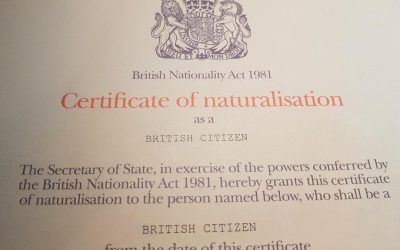 British Nationality Act 1981
Certificate of naturalisation
as a
BRITISH CITIZEN
The Secretary of State, in exercise of the powers conferred by
the British Nationality Act 1981, hereby grants this certificate
of naturalisation to the person named below, who shall be a
BRITISH CITIZEN
from the date of this certificate